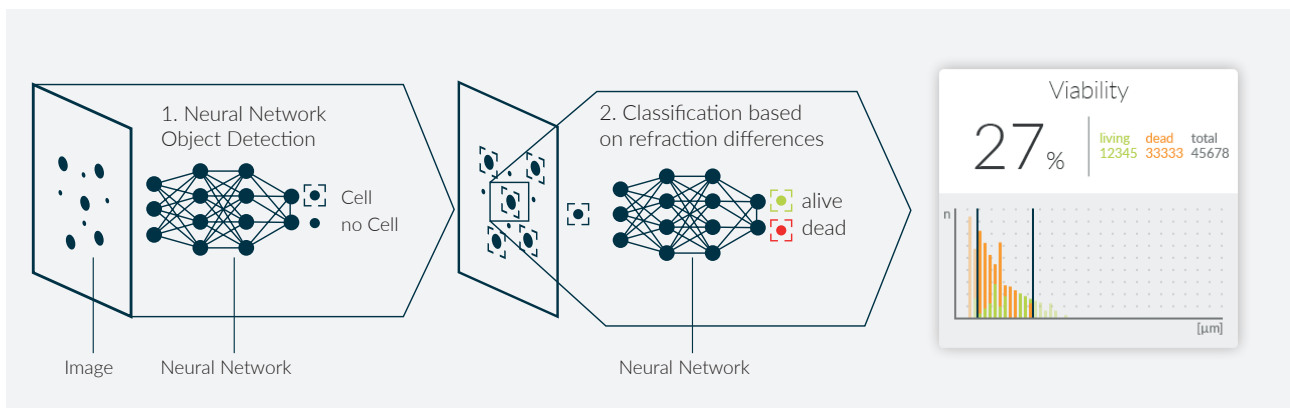 1. Neural Network
Object Detection
Cell
no Cell
Image
Neural Network
2. Classification based
on refraction differences
alive
dead
Neural Network
Viability
27%
living dead total
12345 33333 45678
n
[µm]